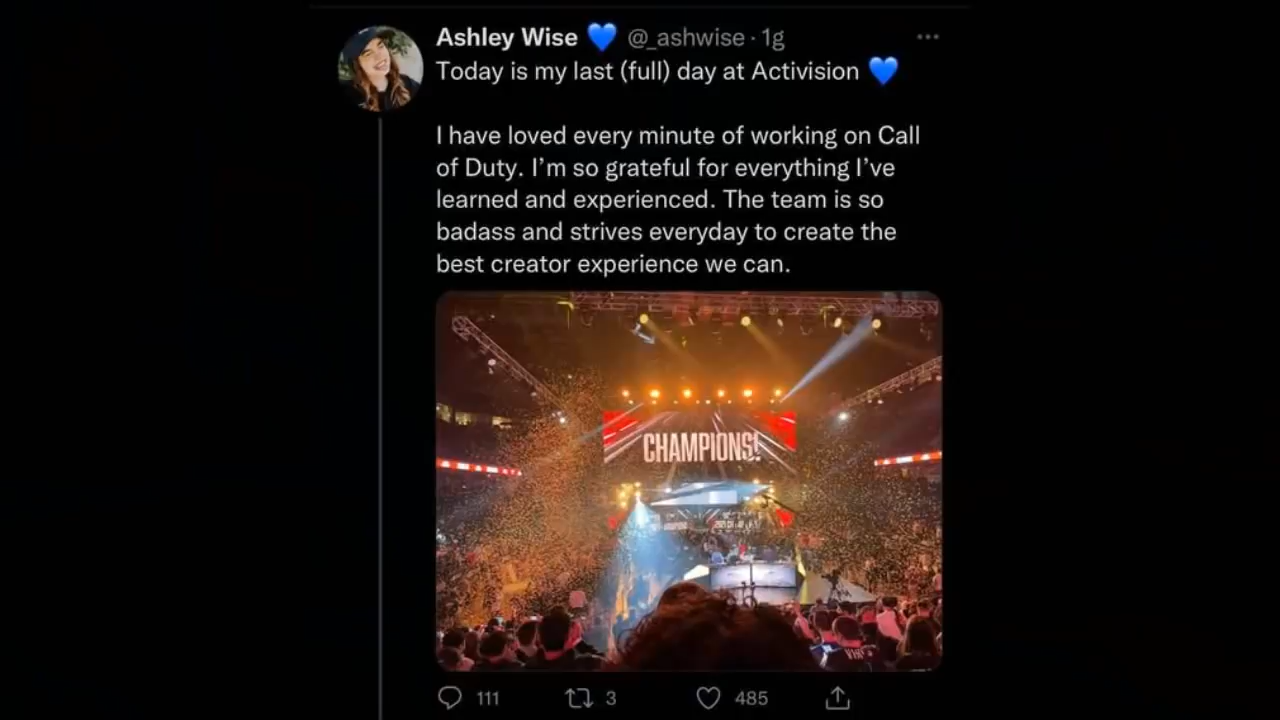 Ashley Wise 💙 @_ashwise · 1g
Today is my last (full) day at Activision 💙
I have loved every minute of working on Call
of Duty. I’m so grateful for everything I’ve
learned and experienced. The team is so
badass and strives everyday to create the
best creator experience we can.
CHAMPIONS!
111 3 485